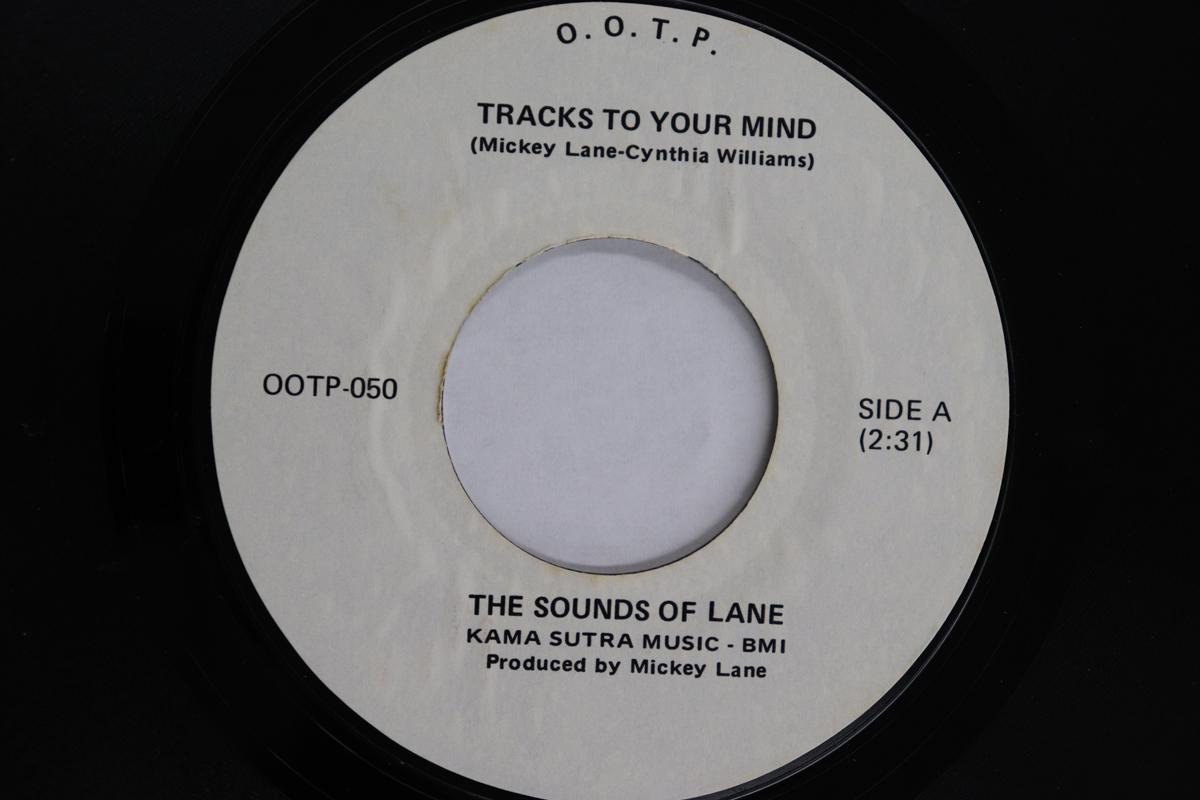 O. O. T. P.
TRACKS TO YOUR MIND
(Mickey Lane-Cynthia Williams)
OOTP-050
SIDE A
(2:31)
THE SOUNDS OF LANE
KAMA SUTRA MUSIC - BMI
Produced by Mickey Lane